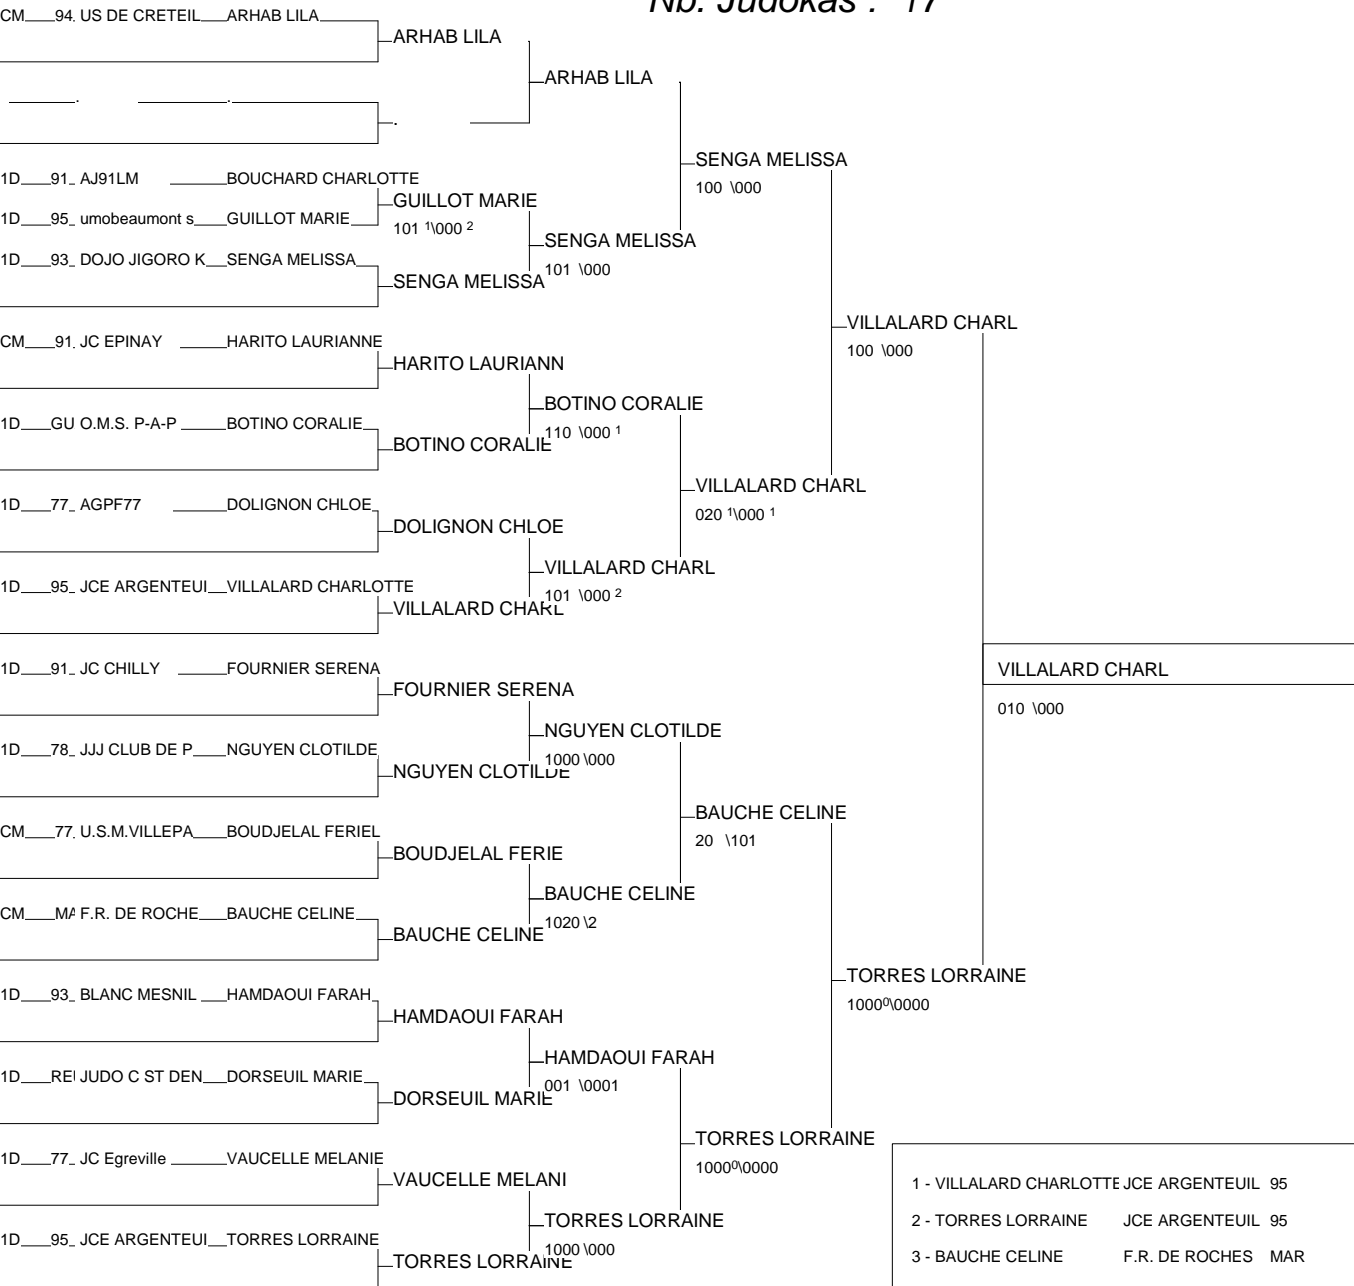 Nb. Judokas : 17
CM 94 US DE CRETEIL ARHAB LILA
ARHAB LILA
ARHAB LILA
. .
.
SENGA MELISSA
100 \000
1D 91 AJ91LM BOUCHARD CHARLOTTE
GUILLOT MARIE
101 1\000 2
1D 95 umobeaumont s GUILLOT MARIE
SENGA MELISSA
101 \000
1D 93 DOJO JIGORO K SENGA MELISSA
SENGA MELISSA
VILLALARD CHARL
100 \000
CM 91 JC EPINAY HARITO LAURIANNE
HARITO LAURIANN
BOTINO CORALIE
110 \000 1
1D GU O.M.S. P-A-P BOTINO CORALIE
BOTINO CORALIE
VILLALARD CHARL
020 1\000 1
1D 77 AGPF77 DOLIGNON CHLOE
DOLIGNON CHLOE
VILLALARD CHARL
101 \000 2
1D 95 JCE ARGENTEUI VILLALARD CHARLOTTE
VILLALARD CHARL
VILLALARD CHARL
010 \000
1D 91 JC CHILLY FOURNIER SERENA
FOURNIER SERENA
NGUYEN CLOTILDE
1000 \000
1D 78 JJJ CLUB DE P NGUYEN CLOTILDE
NGUYEN CLOTILDE
BAUCHE CELINE
20 \101
CM 77 U.S.M.VILLEPA BOUDJELAL FERIEL
BOUDJELAL FERIE
BAUCHE CELINE
1020 \2
CM MA F.R. DE ROCHE BAUCHE CELINE
BAUCHE CELINE
TORRES LORRAINE
10000\0000
1D 93 BLANC MESNIL HAMDAOUI FARAH
HAMDAOUI FARAH
HAMDAOUI FARAH
001 \0001
1D REI JUDO C ST DEN DORSEUIL MARIE
DORSEUIL MARIE
TORRES LORRAINE
10000\0000
1D 77 JC Egreville VAUCELLE MELANIE
VAUCELLE MELANI
TORRES LORRAINE
1000 \000
1D 95 JCE ARGENTEUI TORRES LORRAINE
TORRES LORRAINE
1 - VILLALARD CHARLOTTE JCE ARGENTEUIL 95
2 - TORRES LORRAINE JCE ARGENTEUIL 95
3 - BAUCHE CELINE F.R. DE ROCHES MAR